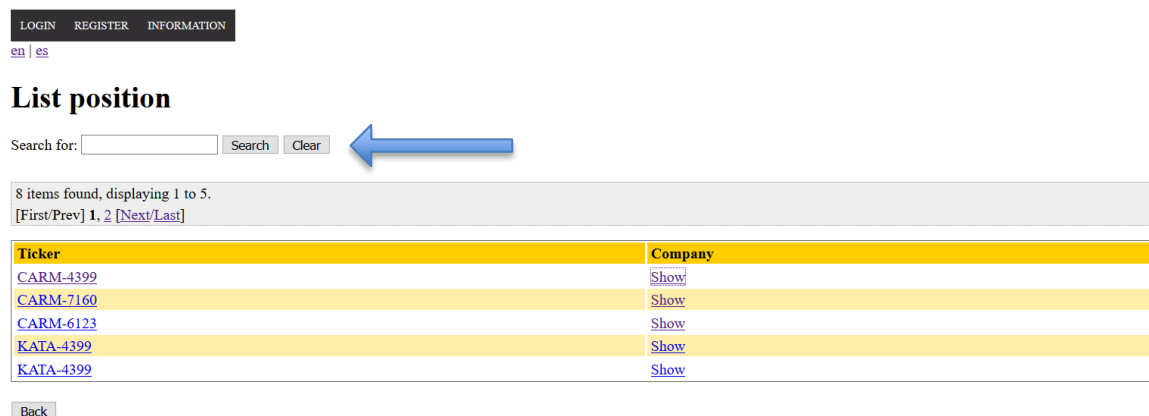 LOGIN REGISTER INFORMATION
en | es
List position
Search for: Search Clear
8 items found, displaying 1 to 5.
[First/Prev] 1, 2 [Next/Last]
Ticker Company
CARM-4399 Show
CARM-7160 Show
CARM-6123 Show
KATA-4399 Show
KATA-4399 Show
Back